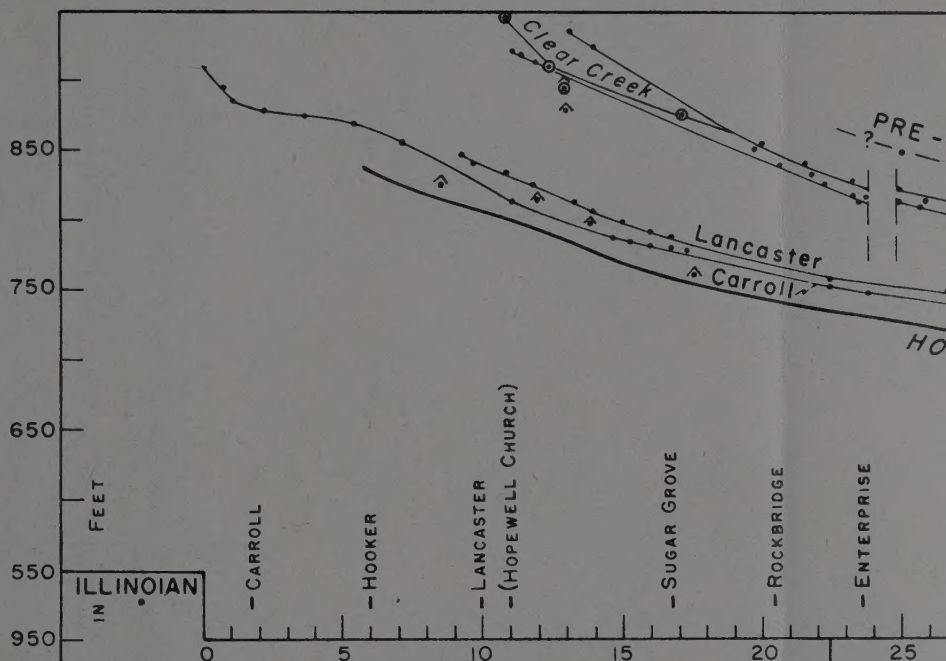 Clear Creek
PRE -
?
850
Lancaster
Carroll
750
HO
650
FEET
IN
CARROLL
HOOKER
LANCASTER
(HOPEWELL CHURCH)
SUGAR GROVE
ROCKBRIDGE
ENTERPRISE
550
ILLINOIAN
950
0 5 10 15 20 25